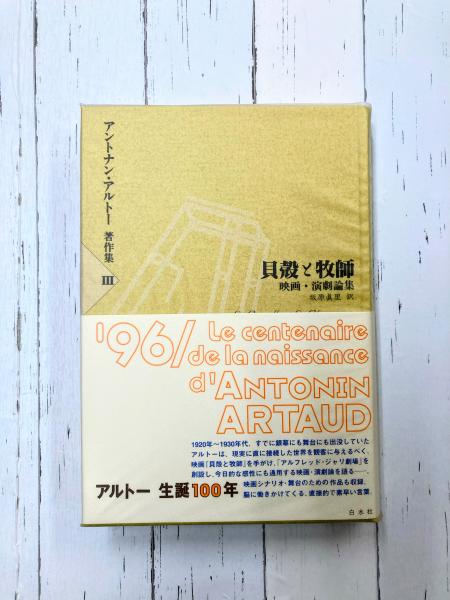 アントナン・アルトー 著作集 III
貝殻と牧師
映画・演劇論集
坂原眞里 訳
'96/ Le centenaire
de la naissance
d'ANTONIN
ARTAUD
1920年〜1930年代、すでに銀幕にも舞台にも出没していた
アルトーは、現実に直に接続した世界を観客に与えるべく、
映画「貝殻と牧師」を手がけ、「アルフレッド・ジャリ劇場」を
創設し、今日的な感性にも通用する映画・演劇論を語る——。
映画シナリオ・舞台のための作品も収録。
脳に働きかけてくる、直接的で素早い言葉。
アルトー 生誕100年
白水社